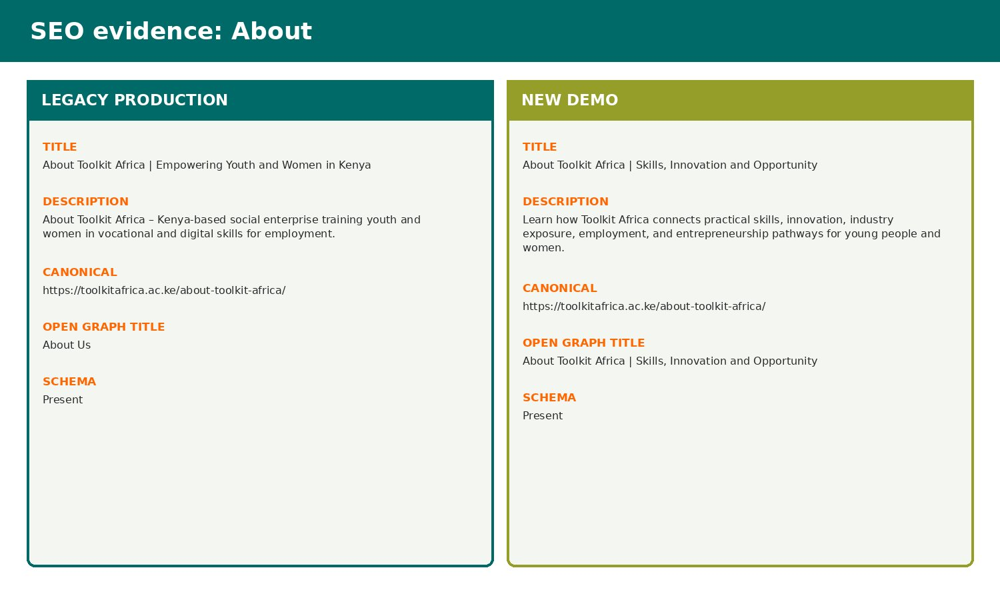 SEO evidence: About
LEGACY PRODUCTION
TITLE
About Toolkit Africa | Empowering Youth and Women in Kenya
DESCRIPTION
About Toolkit Africa – Kenya-based social enterprise training youth and
women in vocational and digital skills for employment.
CANONICAL
https://toolkitafrica.ac.ke/about-toolkit-africa/
OPEN GRAPH TITLE
About Us
SCHEMA
Present
NEW DEMO
TITLE
About Toolkit Africa | Skills, Innovation and Opportunity
DESCRIPTION
Learn how Toolkit Africa connects practical skills, innovation, industry
exposure, employment, and entrepreneurship pathways for young people and
women.
CANONICAL
https://toolkitafrica.ac.ke/about-toolkit-africa/
OPEN GRAPH TITLE
About Toolkit Africa | Skills, Innovation and Opportunity
SCHEMA
Present